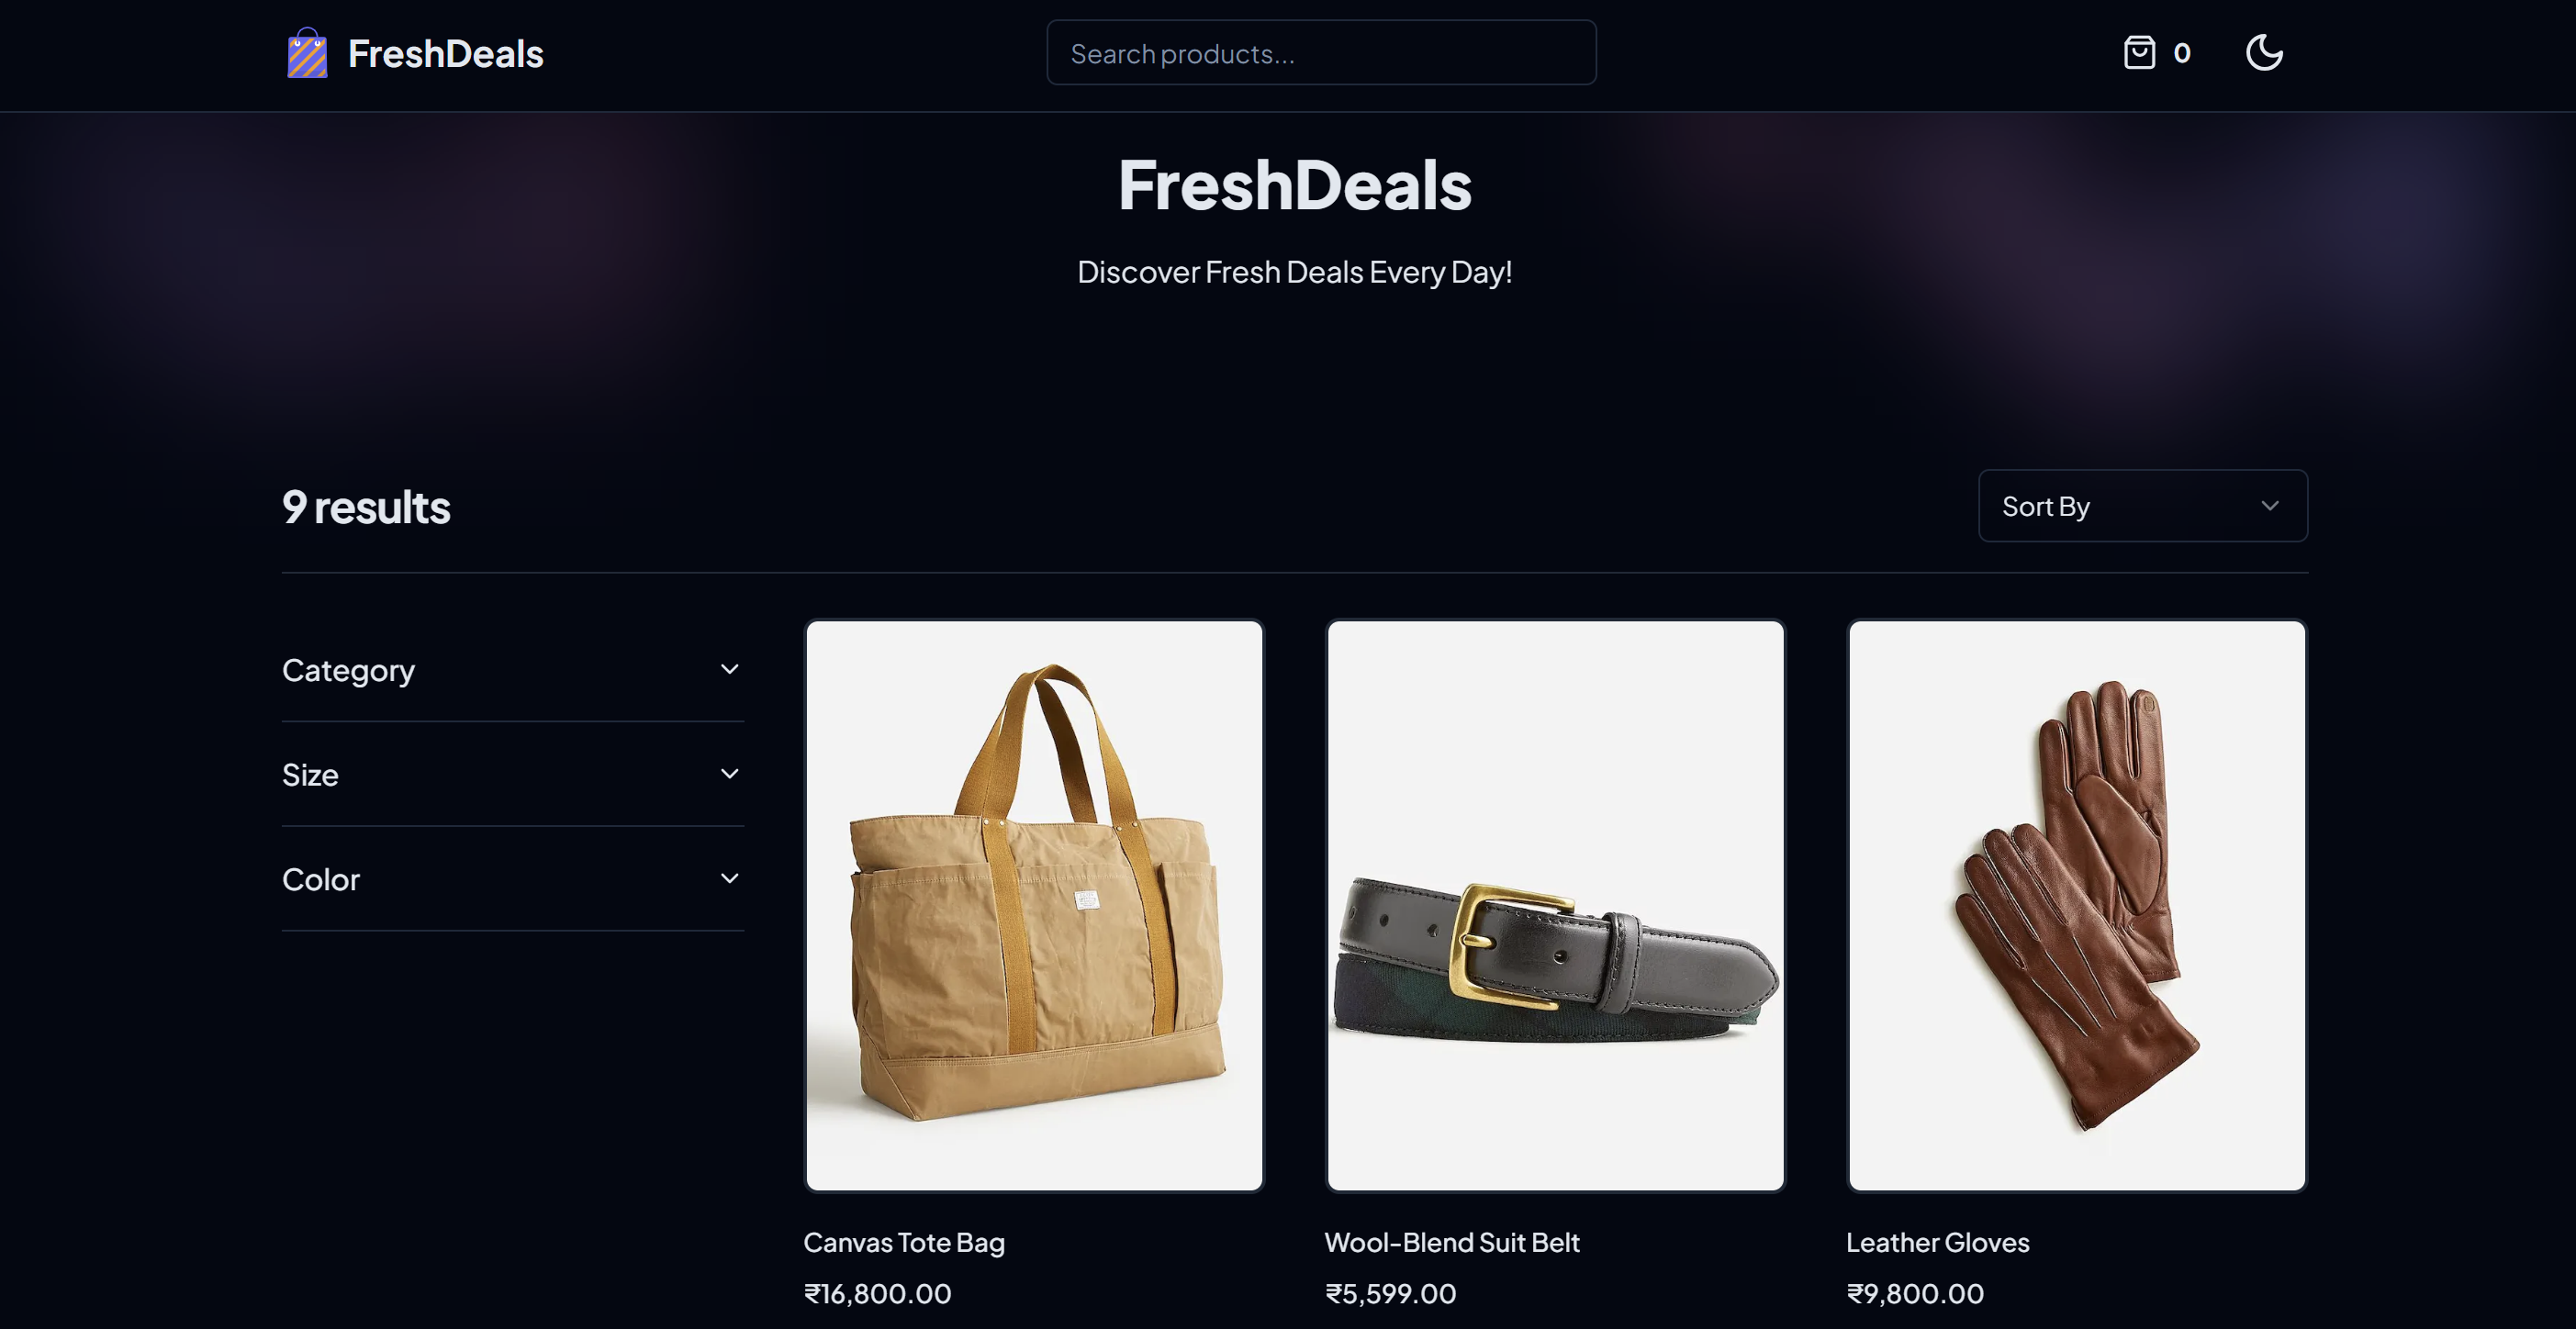 FreshDeals
Search products...
0
FreshDeals
Discover Fresh Deals Every Day!
9 results
Sort By
Category
Size
Color
Canvas Tote Bag
₹16,800.00
Wool-Blend Suit Belt
₹5,599.00
Leather Gloves
₹9,800.00